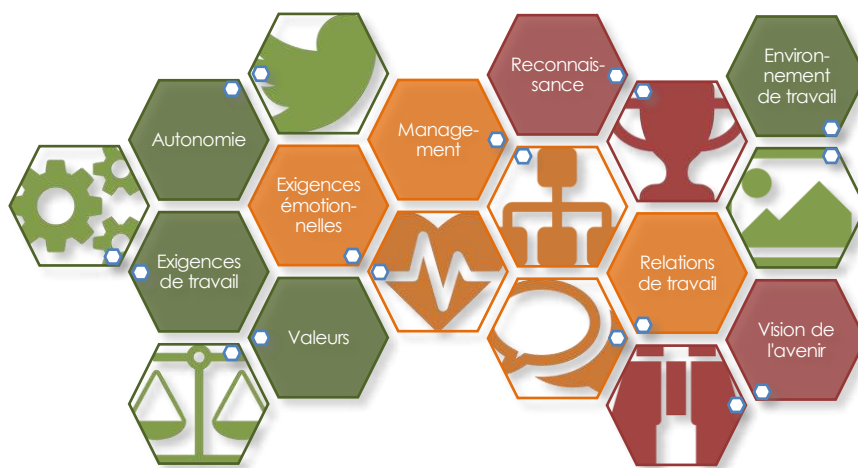 Reconnais-
sance
Environ-
nement
de travail
Autonomie
Manage-
ment
Exigences
émotion-
nelles
Exigences
de travail
Relations
de travail
Valeurs
Vision de
l'avenir